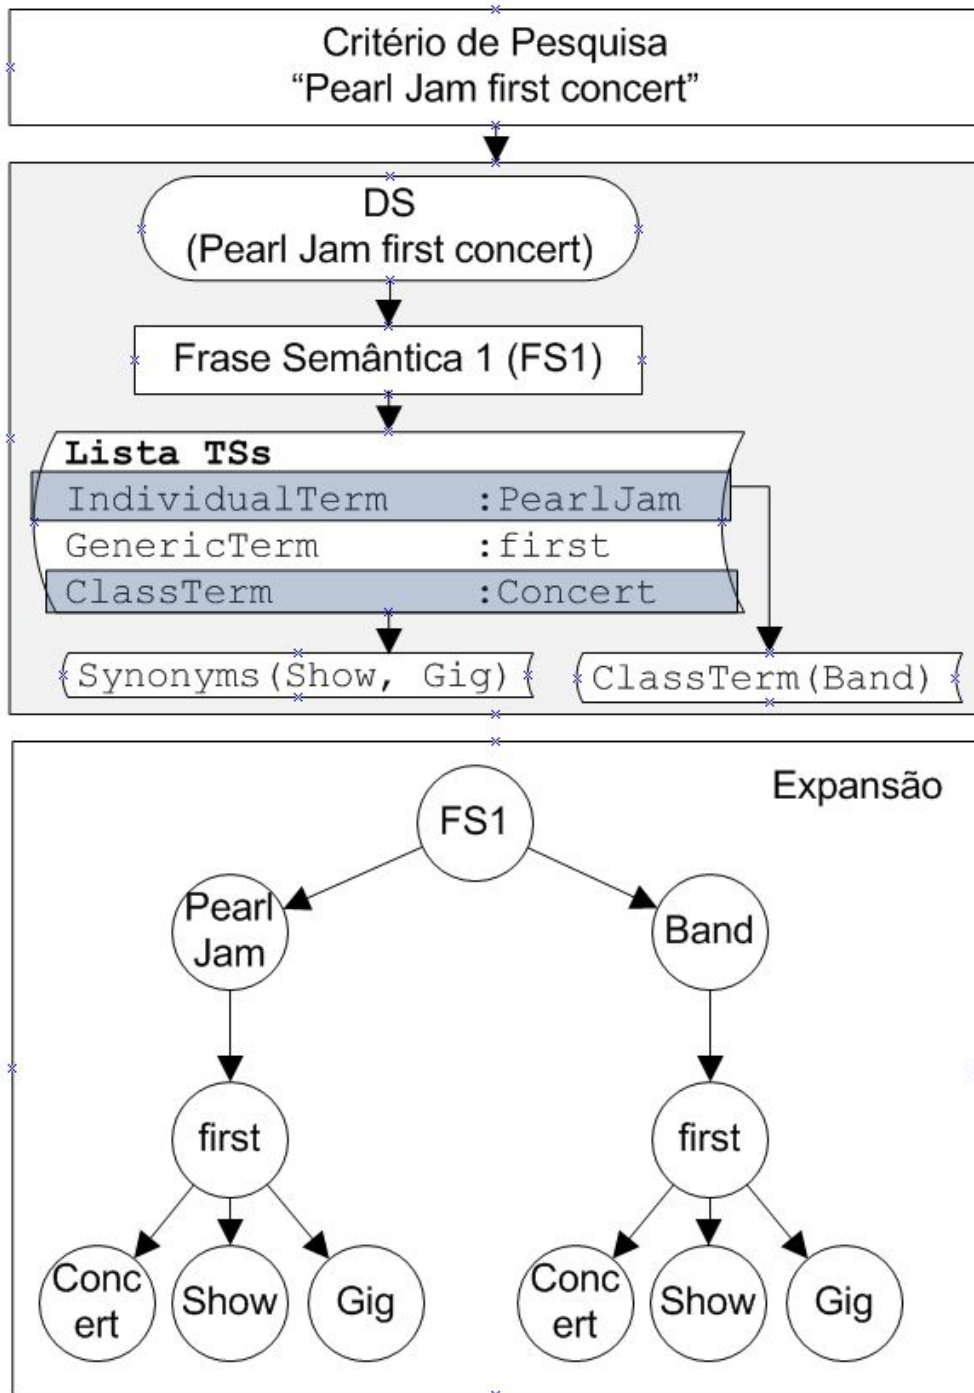 Critério de Pesquisa
“Pearl Jam first concert”
DS
(Pearl Jam first concert)
Frase Semântica 1 (FS1)
Lista TSs
IndividualTerm :PearlJam
GenericTerm :first
ClassTerm :Concert
Synonyms(Show, Gig)
ClassTerm(Band)
Expansão
FS1
Pearl
Jam
Band
first
first
Conc
ert
Show
Gig
Conc
ert
Show
Gig